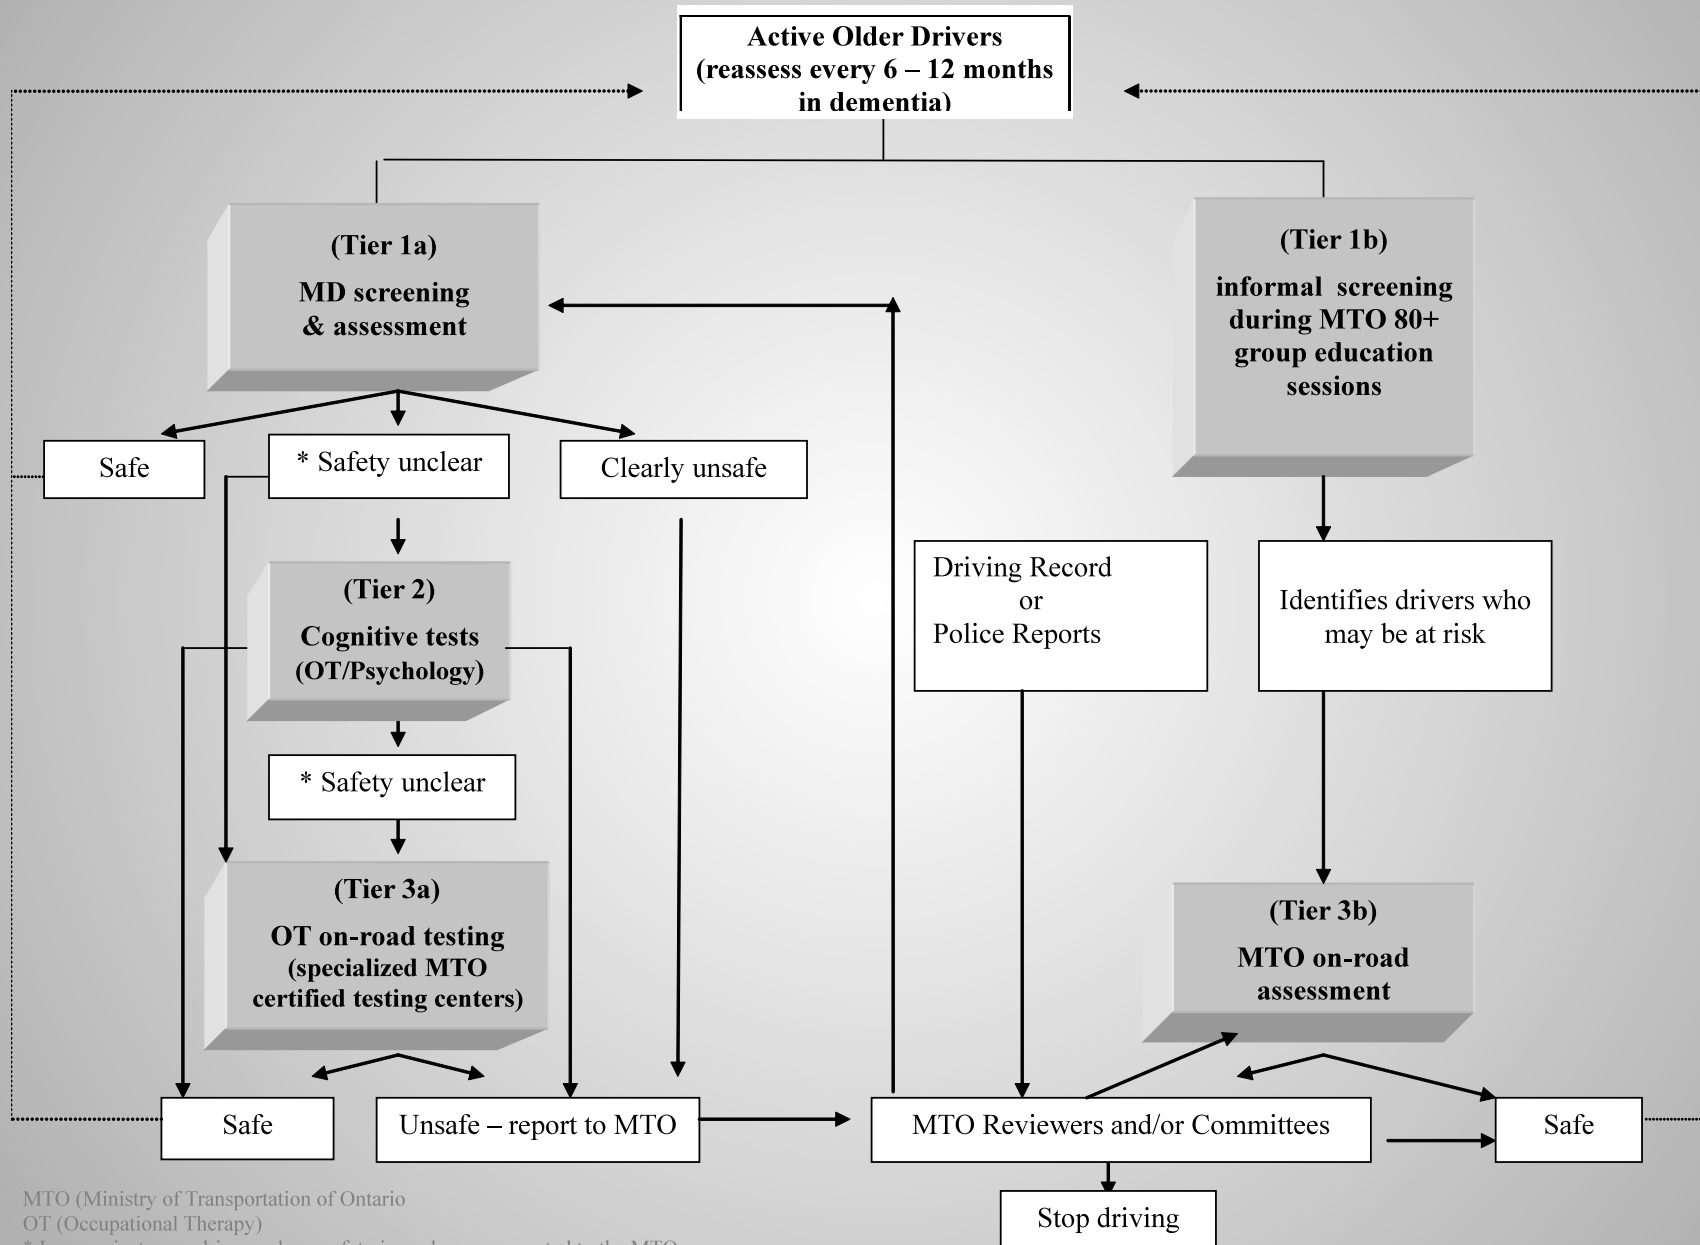 Active Older Drivers
(reassess every 6 – 12 months
in dementia)
(Tier 1a)
MD screening
& assessment
(Tier 1b)
informal screening
during MTO 80+
group education
sessions
Safe
* Safety unclear
Clearly unsafe
(Tier 2)
Cognitive tests
(OT/Psychology)
Driving Record
or
Police Reports
Identifies drivers who
may be at risk
* Safety unclear
(Tier 3a)
OT on-road testing
(specialized MTO
certified testing centers)
(Tier 3b)
MTO on-road
assessment
Safe
Unsafe – report to MTO
MTO Reviewers and/or Committees
Safe
Stop driving
MTO (Ministry of Transportation of Ontario
OT (Occupational Therapy)